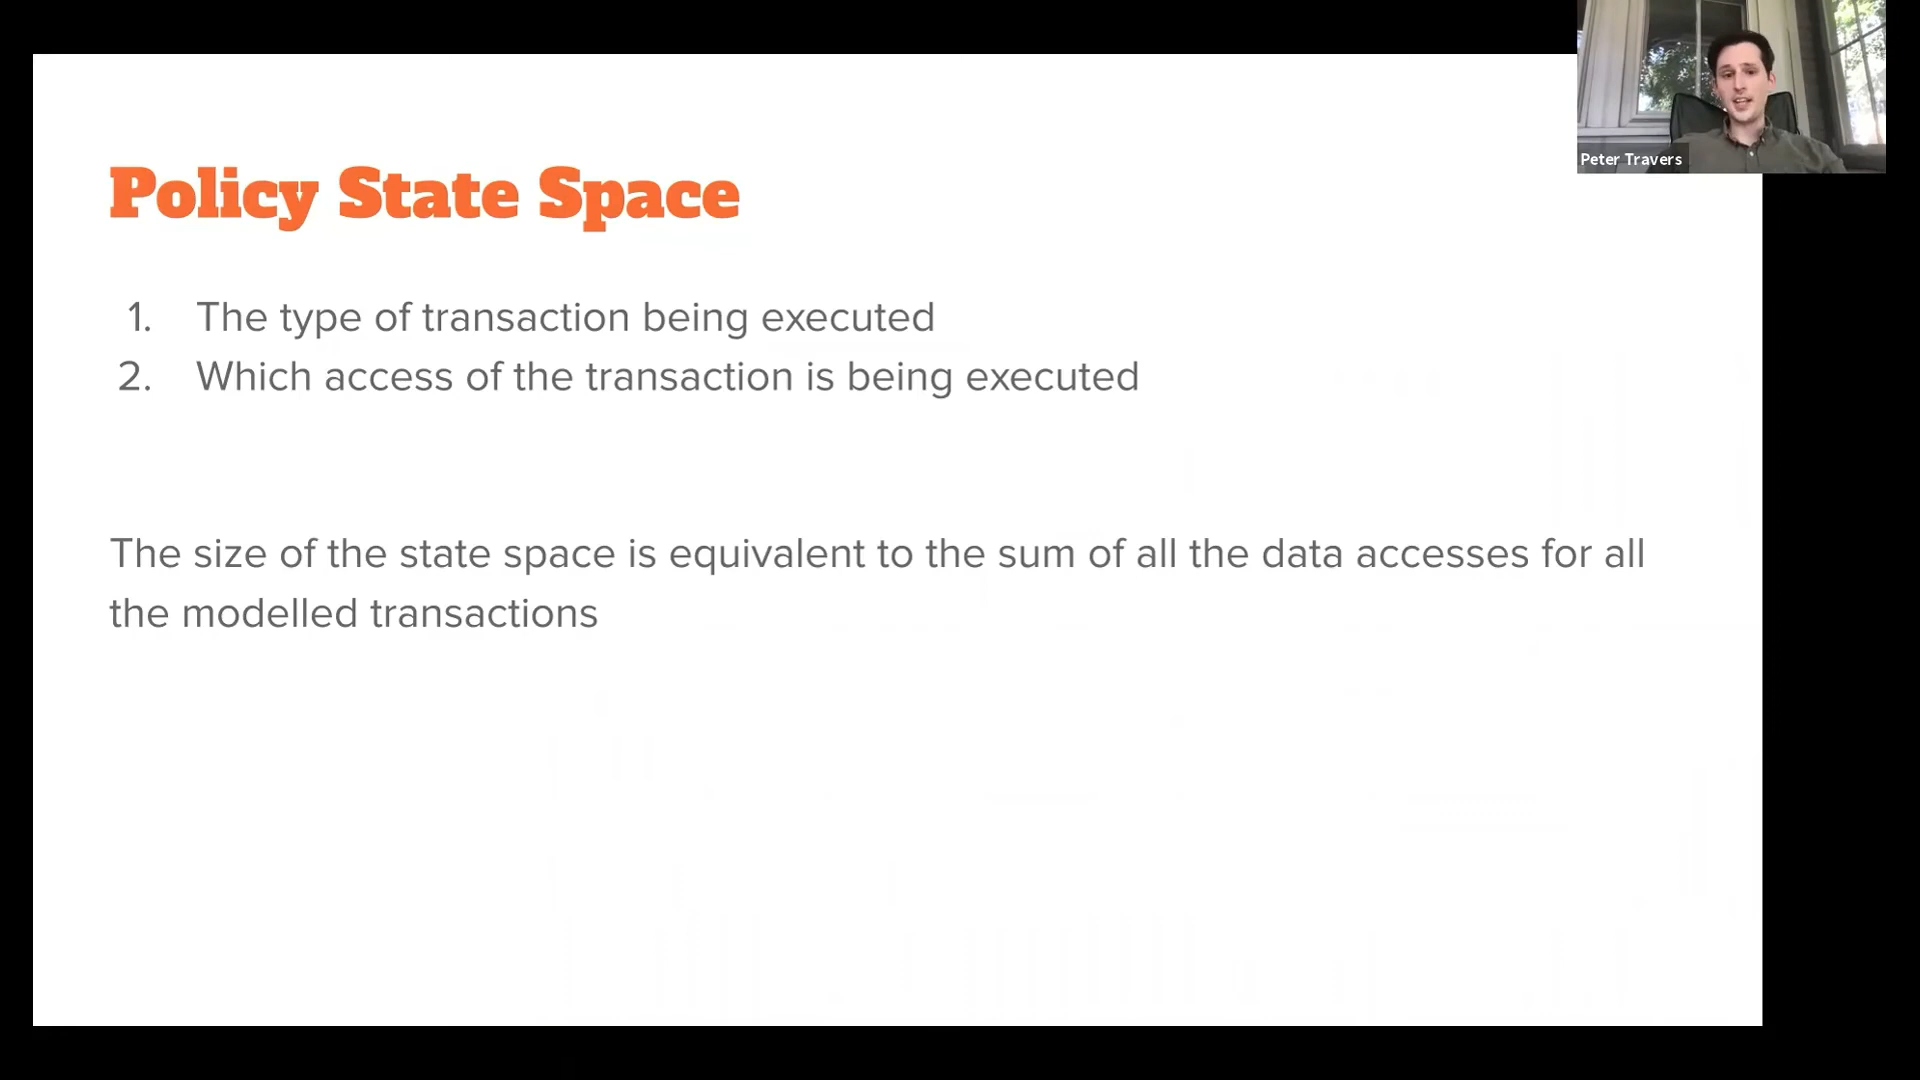 Policy State Space
1. The type of transaction being executed
2. Which access of the transaction is being executed
The size of the state space is equivalent to the sum of all the data accesses for all
the modelled transactions
Peter Travers